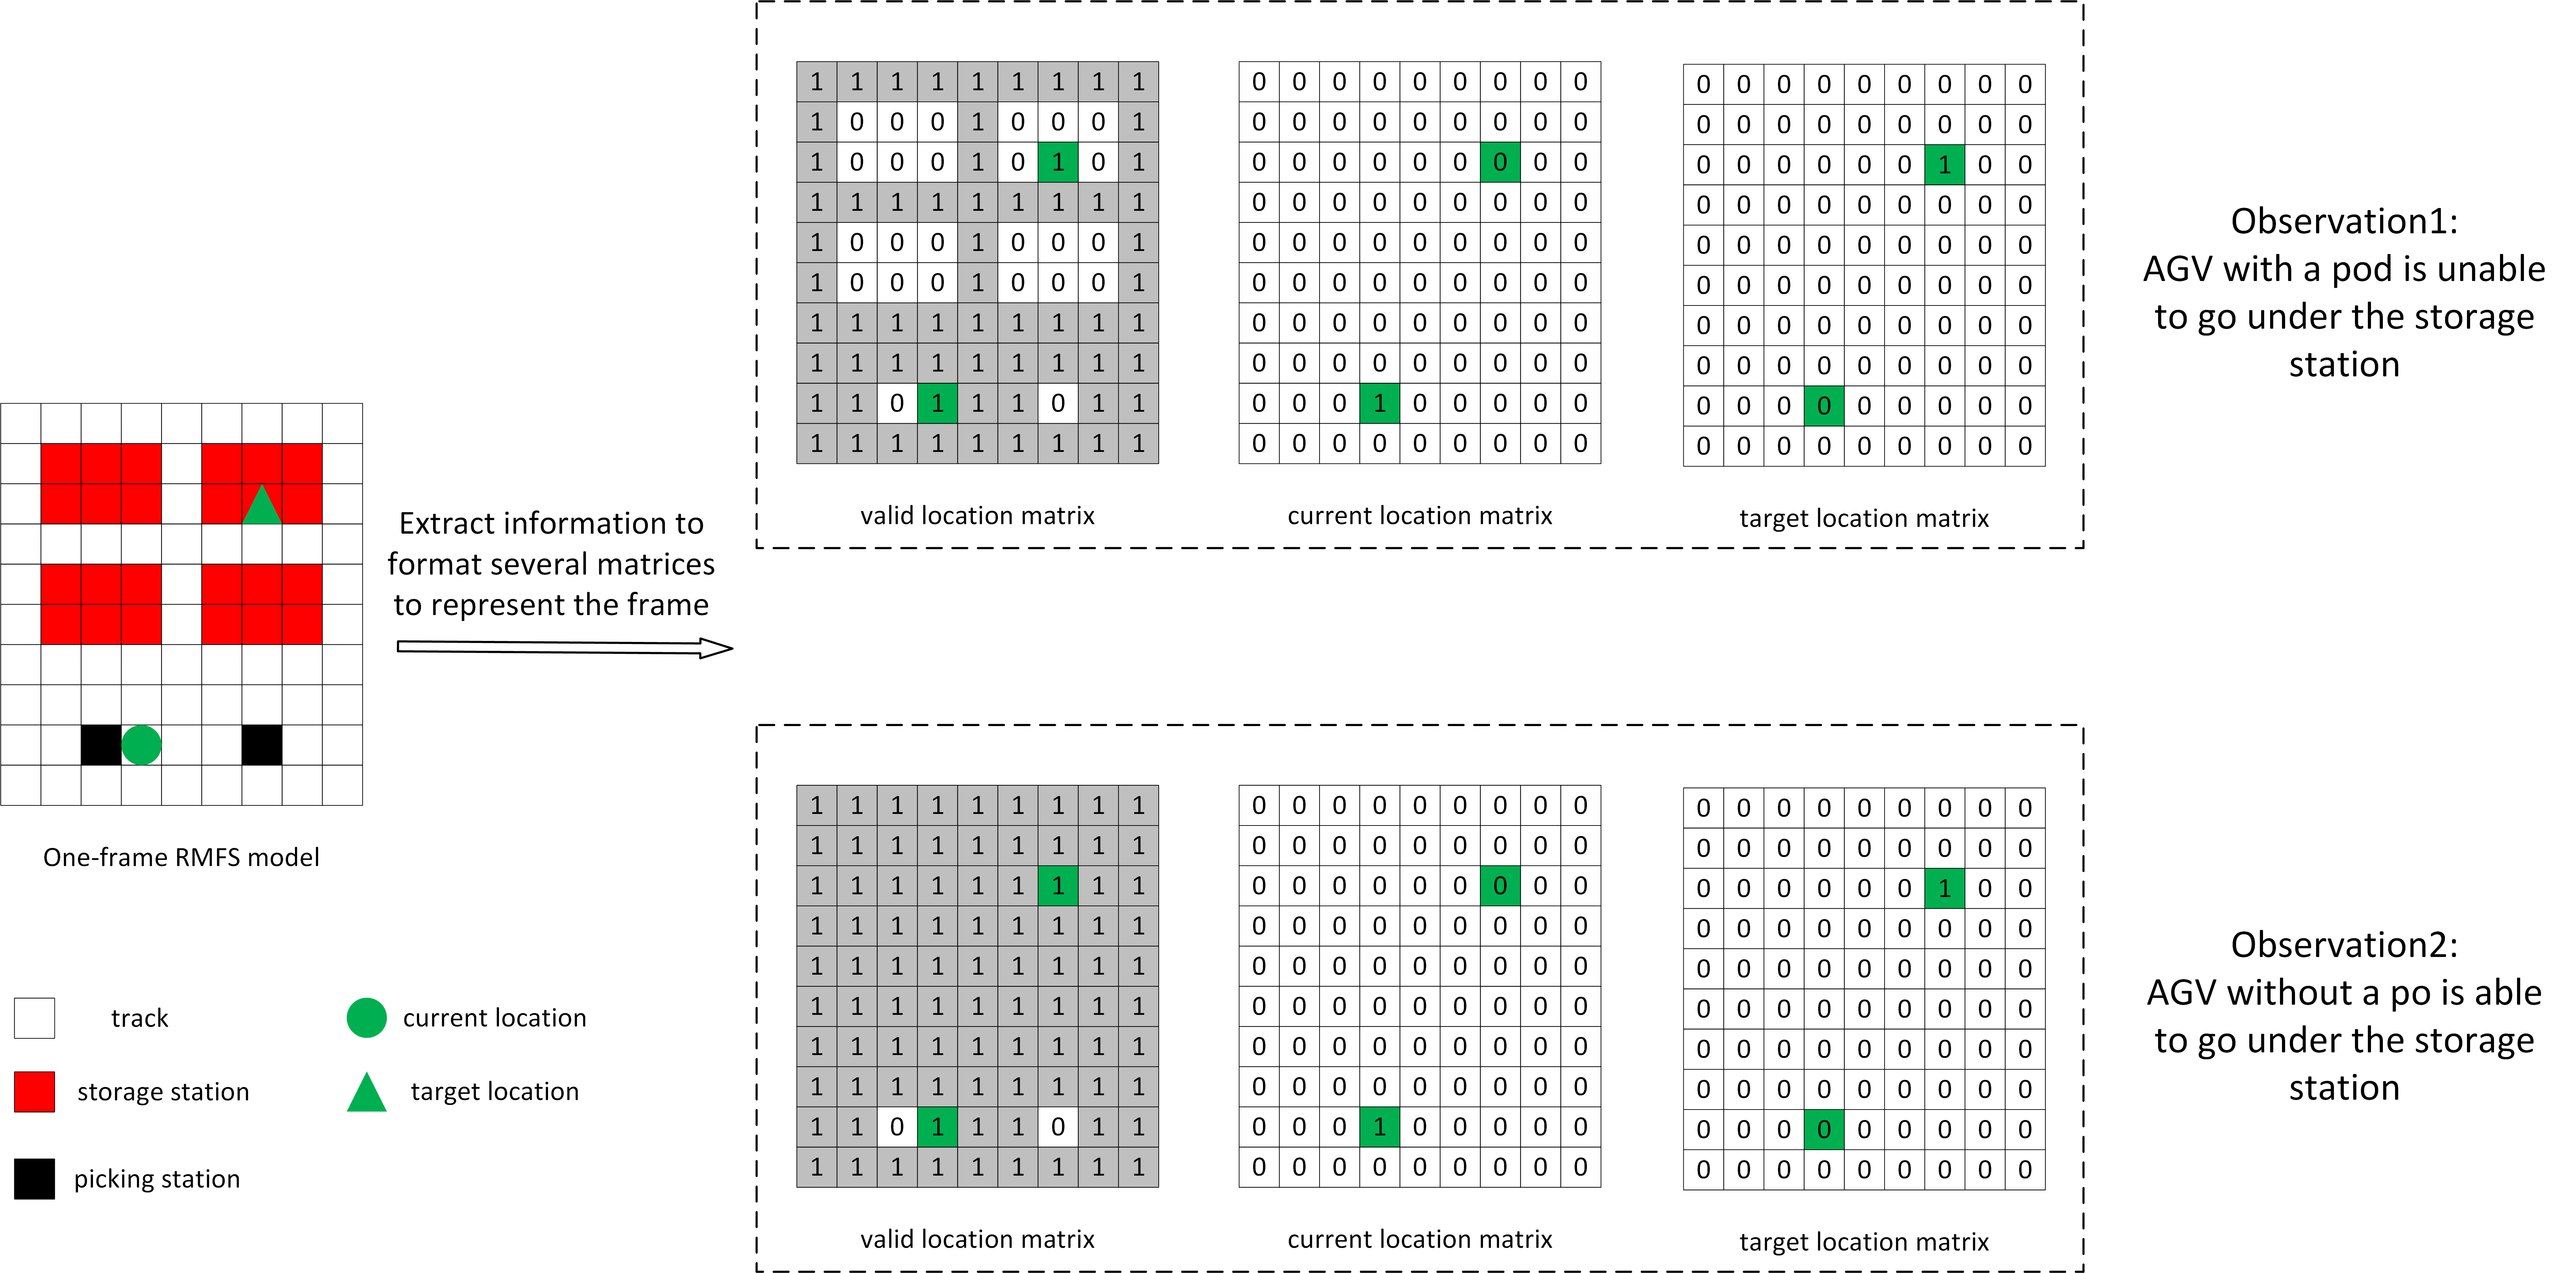 1 1 1 1 1 1 1 1 1
1 0 0 0 1 0 0 0 1
1 0 0 0 1 0 1 0 1
1 1 1 1 1 1 1 1 1
1 0 0 0 1 0 0 0 1
1 0 0 0 1 0 0 0 1
1 1 1 1 1 1 1 1 1
1 1 1 1 1 1 1 1 1
1 1 0 1 1 1 0 1 1
1 1 1 1 1 1 1 1 1
valid location matrix
0 0 0 0 0 0 0 0 0
0 0 0 0 0 0 0 0 0
0 0 0 0 0 0 0 0 0
0 0 0 0 0 0 0 0 0
0 0 0 0 0 0 0 0 0
0 0 0 0 0 0 0 0 0
0 0 0 0 0 0 0 0 0
0 0 0 0 0 0 0 0 0
0 0 0 1 0 0 0 0 0
0 0 0 0 0 0 0 0 0
current location matrix
0 0 0 0 0 0 0 0 0
0 0 0 0 0 0 0 0 0
0 0 0 0 0 0 1 0 0
0 0 0 0 0 0 0 0 0
0 0 0 0 0 0 0 0 0
0 0 0 0 0 0 0 0 0
0 0 0 0 0 0 0 0 0
0 0 0 0 0 0 0 0 0
0 0 0 0 0 0 0 0 0
0 0 0 0 0 0 0 0 0
target location matrix
Observation1:
AGV with a pod is unable
to go under the storage
station
Extract information to
format several matrices
to represent the frame
One-frame RMFS model
track
current location
storage station
target location
picking station
1 1 1 1 1 1 1 1 1
1 1 1 1 1 1 1 1 1
1 1 1 1 1 1 1 1 1
1 1 1 1 1 1 1 1 1
1 1 1 1 1 1 1 1 1
1 1 1 1 1 1 1 1 1
1 1 1 1 1 1 1 1 1
1 1 1 1 1 1 1 1 1
1 1 0 1 1 1 0 1 1
1 1 1 1 1 1 1 1 1
valid location matrix
0 0 0 0 0 0 0 0 0
0 0 0 0 0 0 0 0 0
0 0 0 0 0 0 0 0 0
0 0 0 0 0 0 0 0 0
0 0 0 0 0 0 0 0 0
0 0 0 0 0 0 0 0 0
0 0 0 0 0 0 0 0 0
0 0 0 0 0 0 0 0 0
0 0 0 1 0 0 0 0 0
0 0 0 0 0 0 0 0 0
current location matrix
0 0 0 0 0 0 0 0 0
0 0 0 0 0 0 0 0 0
0 0 0 0 0 0 1 0 0
0 0 0 0 0 0 0 0 0
0 0 0 0 0 0 0 0 0
0 0 0 0 0 0 0 0 0
0 0 0 0 0 0 0 0 0
0 0 0 0 0 0 0 0 0
0 0 0 0 0 0 0 0 0
0 0 0 0 0 0 0 0 0
target location matrix
Observation2:
AGV without a po is able
to go under the storage
station